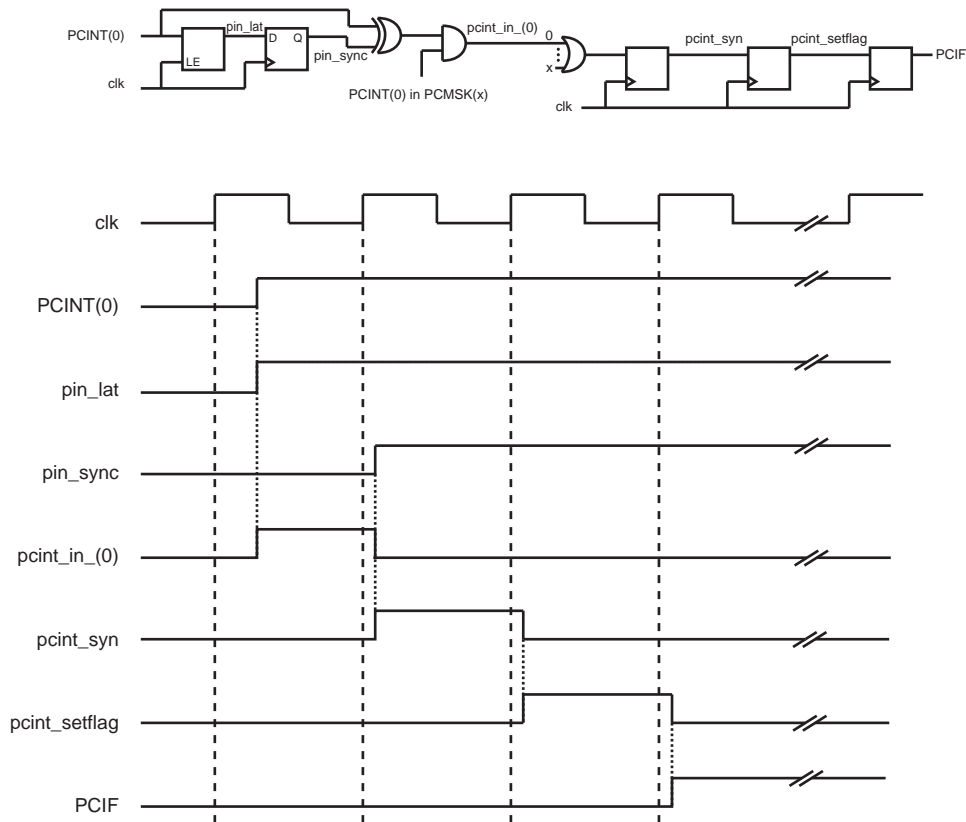 PCINT(0)
pin_lat
D Q
LE
pin_sync
clk
PCINT(0) in PCMSK(x)
pcint_in_(0)
0
x
clk
pcint_syn
pcint_setflag
PCIF
clk
PCINT(0)
pin_lat
pin_sync
pcint_in_(0)
pcint_syn
pcint_setflag
PCIF